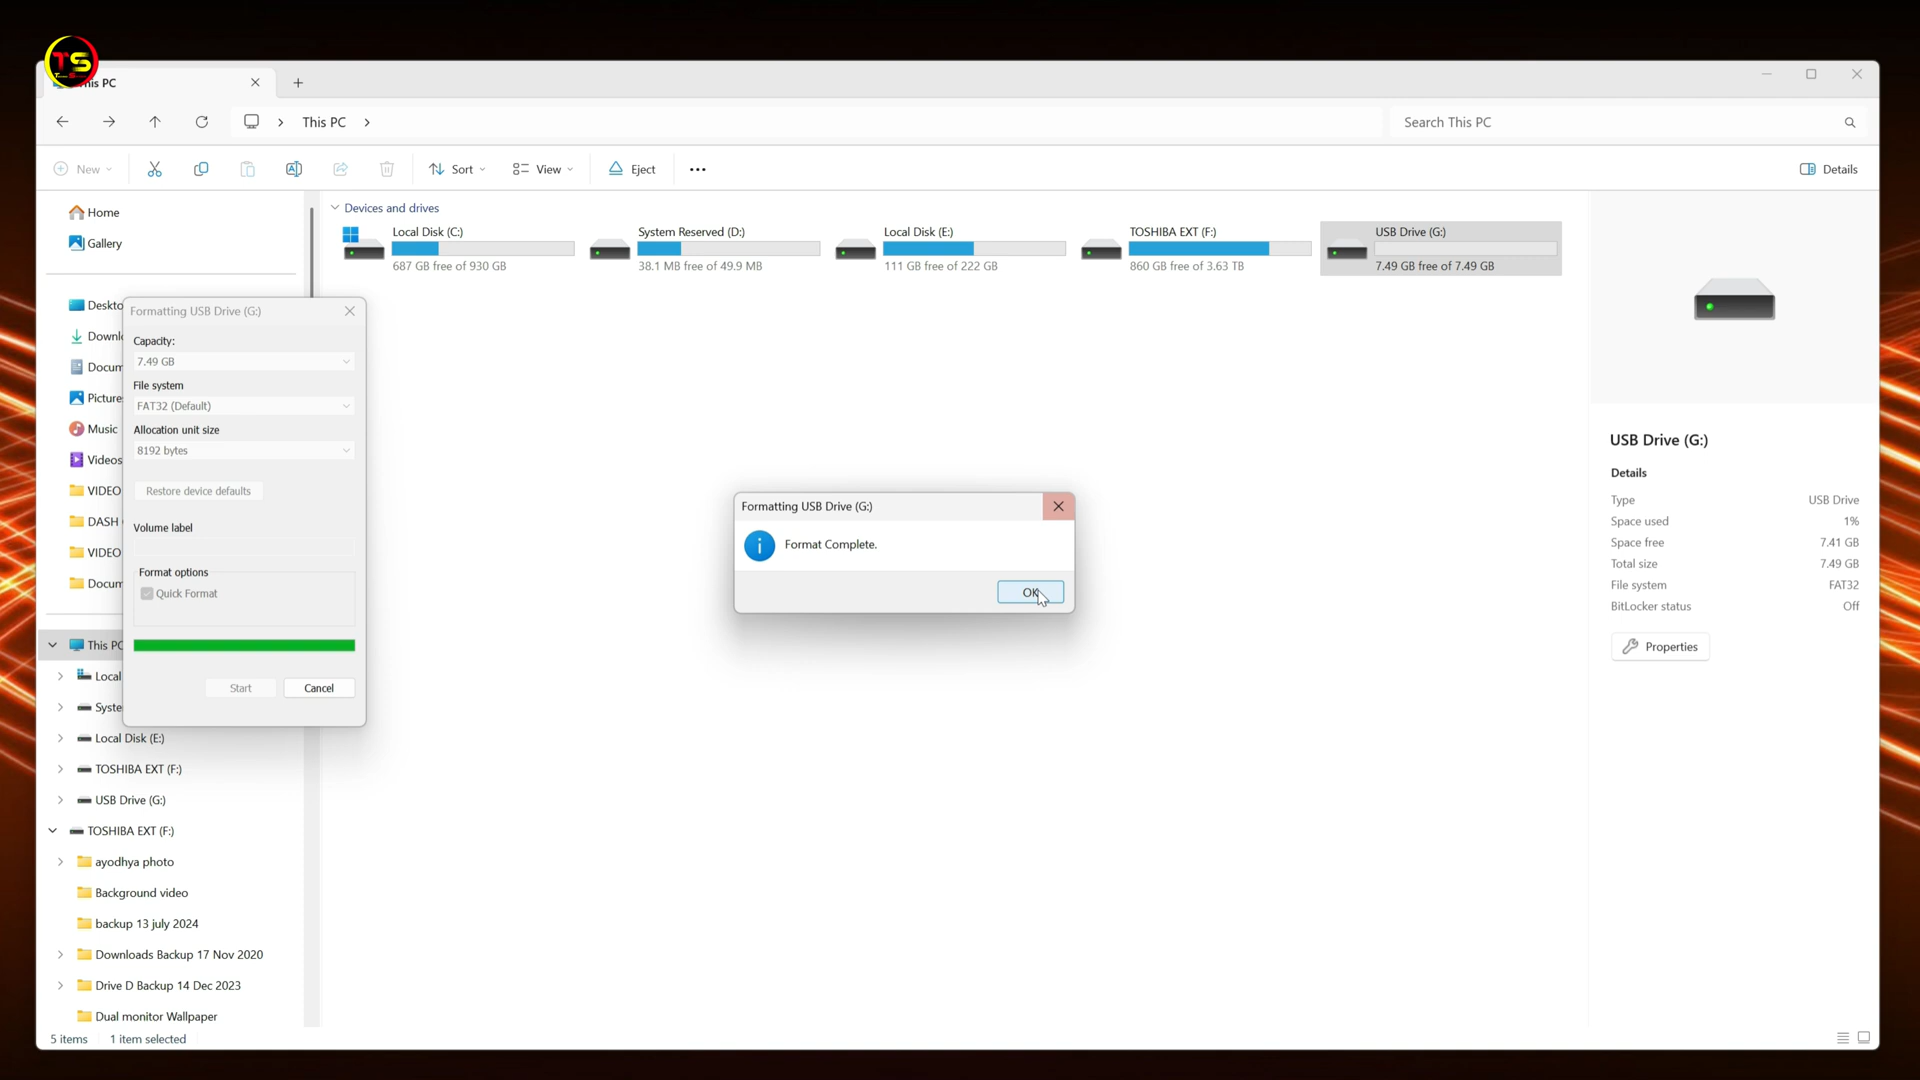 TS
This PC
This PC
Search This PC
New
Sort
View
Eject
Details
Home
Gallery
Deskto
Downl
Docum
Picture
Music
Videos
VIDEO
DASH
VIDEO
Docum
This PC
Local
Syste
Local Disk (E:)
TOSHIBA EXT (F:)
USB Drive (G:)
TOSHIBA EXT (F:)
ayodhya photo
Background video
backup 13 july 2024
Downloads Backup 17 Nov 2020
Drive D Backup 14 Dec 2023
Dual monitor Wallpaper
5 items 1 item selected
Devices and drives
Local Disk (C:)
687 GB free of 930 GB
System Reserved (D:)
38.1 MB free of 49.9 MB
Local Disk (E:)
111 GB free of 222 GB
TOSHIBA EXT (F:)
860 GB free of 3.63 TB
USB Drive (G:)
7.49 GB free of 7.49 GB
Formatting USB Drive (G:)
Capacity:
7.49 GB
File system
FAT32 (Default)
Allocation unit size
8192 bytes
Restore device defaults
Volume label
Format options
Quick Format
Start
Cancel
Formatting USB Drive (G:)
Format Complete.
OK
USB Drive (G:)
Details
Type USB Drive
Space used 1%
Space free 7.41 GB
Total size 7.49 GB
File system FAT32
BitLocker status Off
Properties